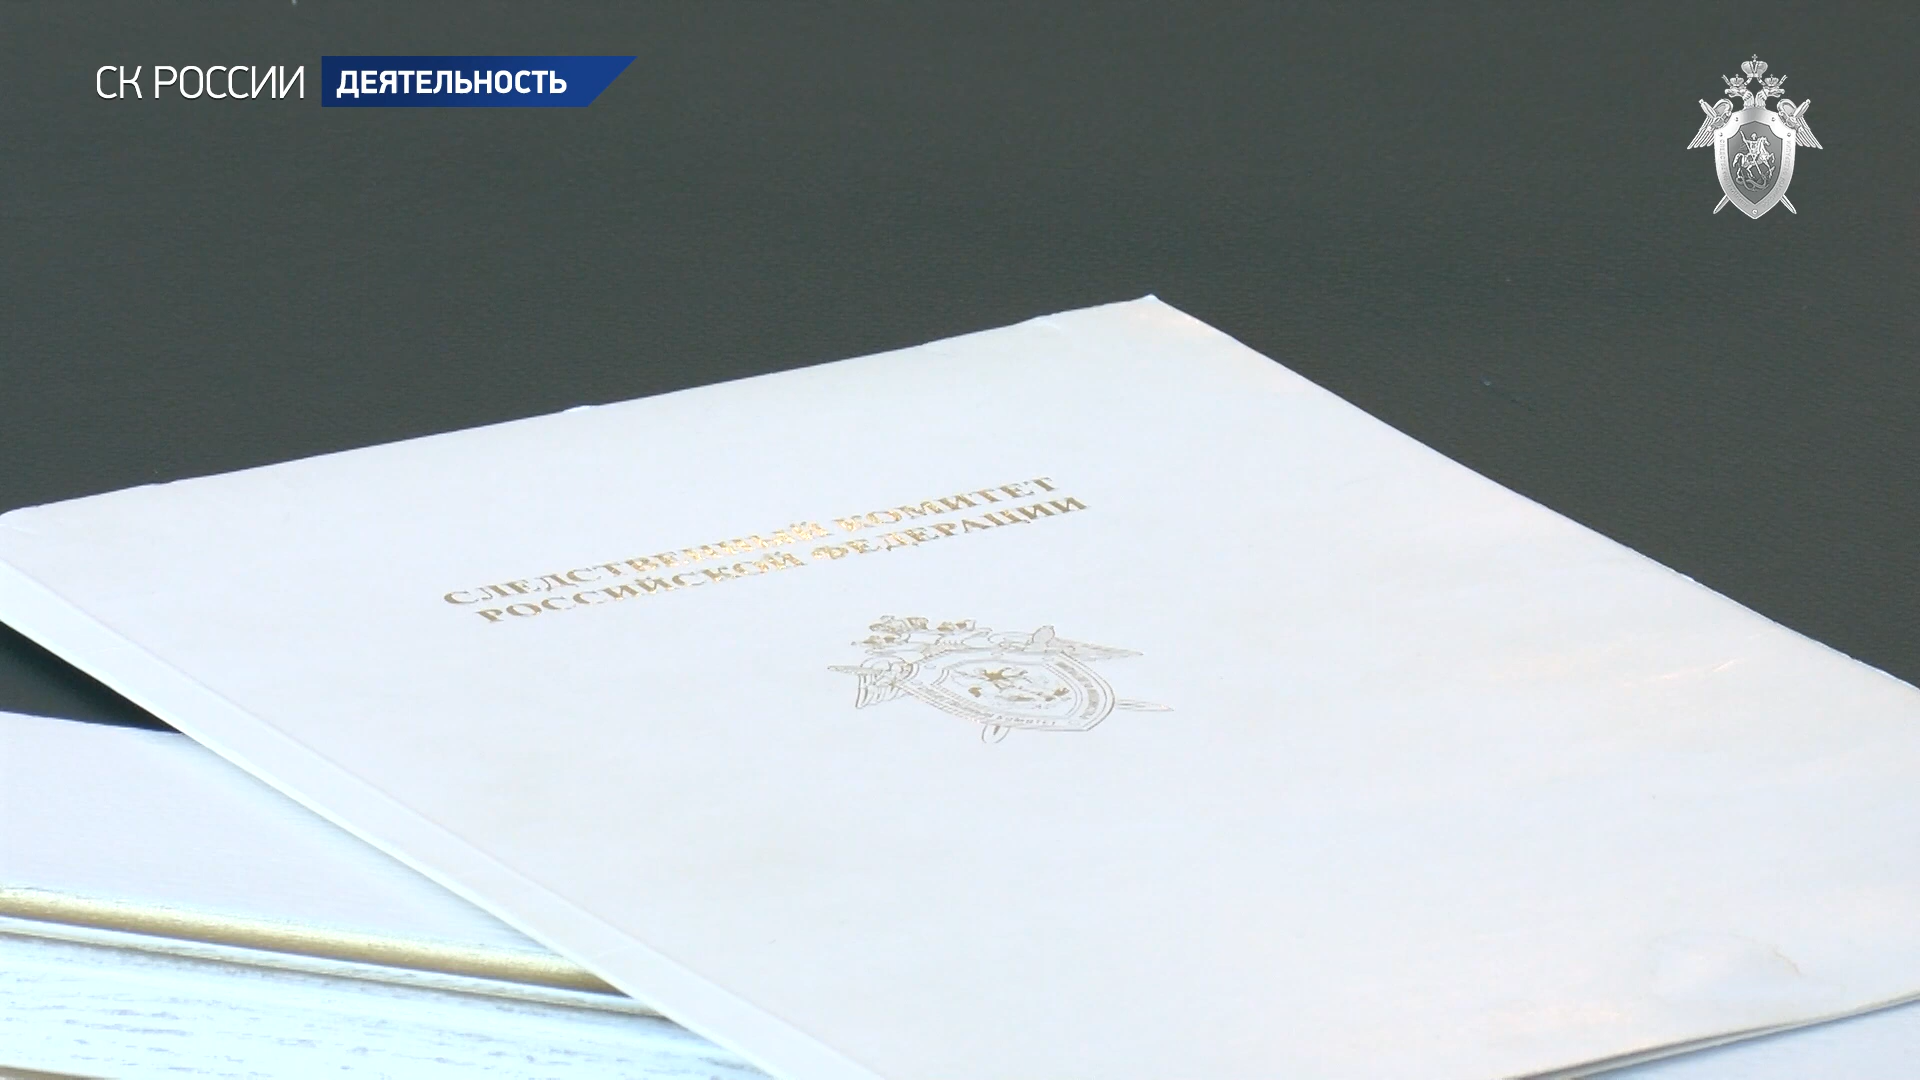 СК РОССИИ ДЕЯТЕЛЬНОСТЬ
СЛЕДСТВЕННЫЙ КОМИТЕТ
РОССИЙСКОЙ ФЕДЕРАЦИИ